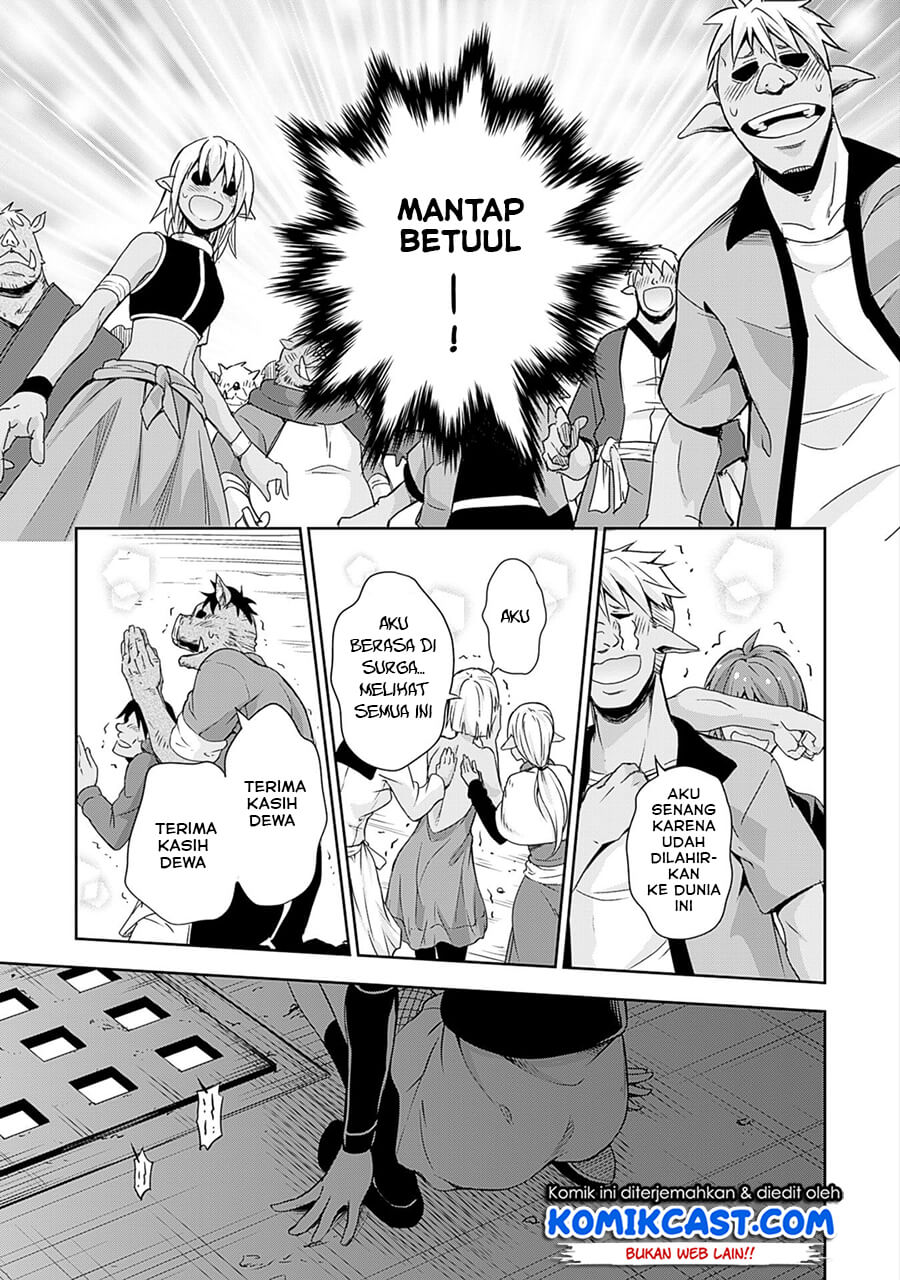 MANTAP
BETUUL
—!
AKU
SENANG
KARENA
UDAH
DILAHIR-
KAN
KE DUNIA
INI
AKU
AKU
BERASA DI
SURGA...
MELIHAT
SEMUA INI
TERIMA
KASIH
DEWA
TERIMA
KASIH
DEWA
Komik ini diterjemahkan & diedit oleh
KOMIKCAST.COM
BUKAN WEB LAIN!!